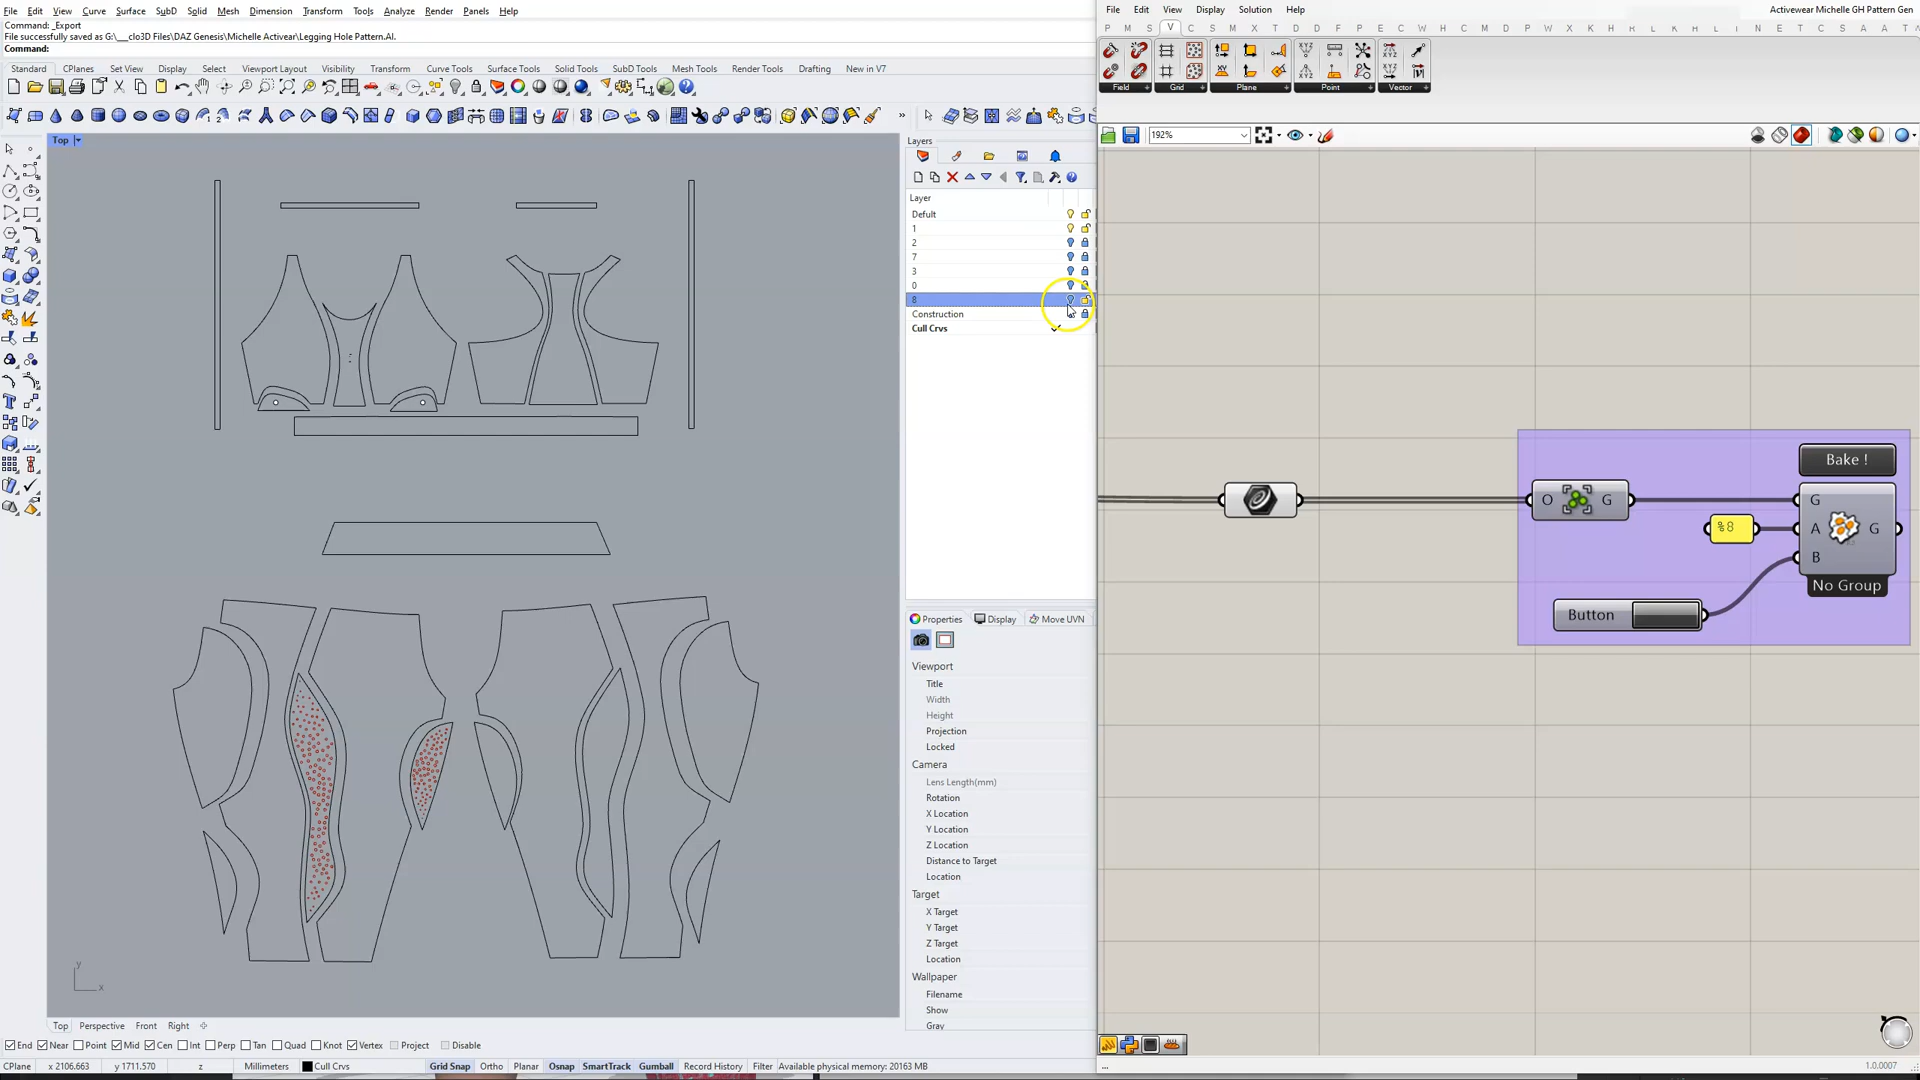 File Edit View Curve Surface SubD Solid Mesh Dimension Transform Tools Analyze Render Panels Help
Command: _Export
File successfully saved as G:\___clo3D Files\DAZ Genesis\Michelle Activear\Legging Hole Pattern.AI.
Command:
Standard CPlanes Set View Display Select Viewport Layout Visibility Transform Curve Tools Surface Tools Solid Tools SubD Tools Mesh Tools Render Tools Drafting New in V7
Top
Layers
Layer
Defult
1
2
7
3
0
8
Construction
Cull Crvs
Properties Display Move UVN
Viewport
Title
Width
Height
Projection
Locked
Camera
Lens Length(mm)
Rotation
X Location
Y Location
Z Location
Distance to Target
Location
Target
X Target
Y Target
Z Target
Location
Wallpaper
Filename
Show
Gray
y
x
Top Perspective Front Right
End Near Point Mid Cen Int Perp Tan Quad Knot Vertex Project Disable
CPlane x 2106.663 y 1711.570 z Millimeters Cull Crvs Grid Snap Ortho Planar Osnap SmartTrack Gumball Record History Filter Available physical memory: 20163 MB
File Edit View Display Solution Help
Activewear Michelle GH Pattern Gen
P M S V C S M X T D
Field Grid Plane Point Vector
192%
Bake !
O G
G
%8
A G
B
No Group
Button
1.0.0007